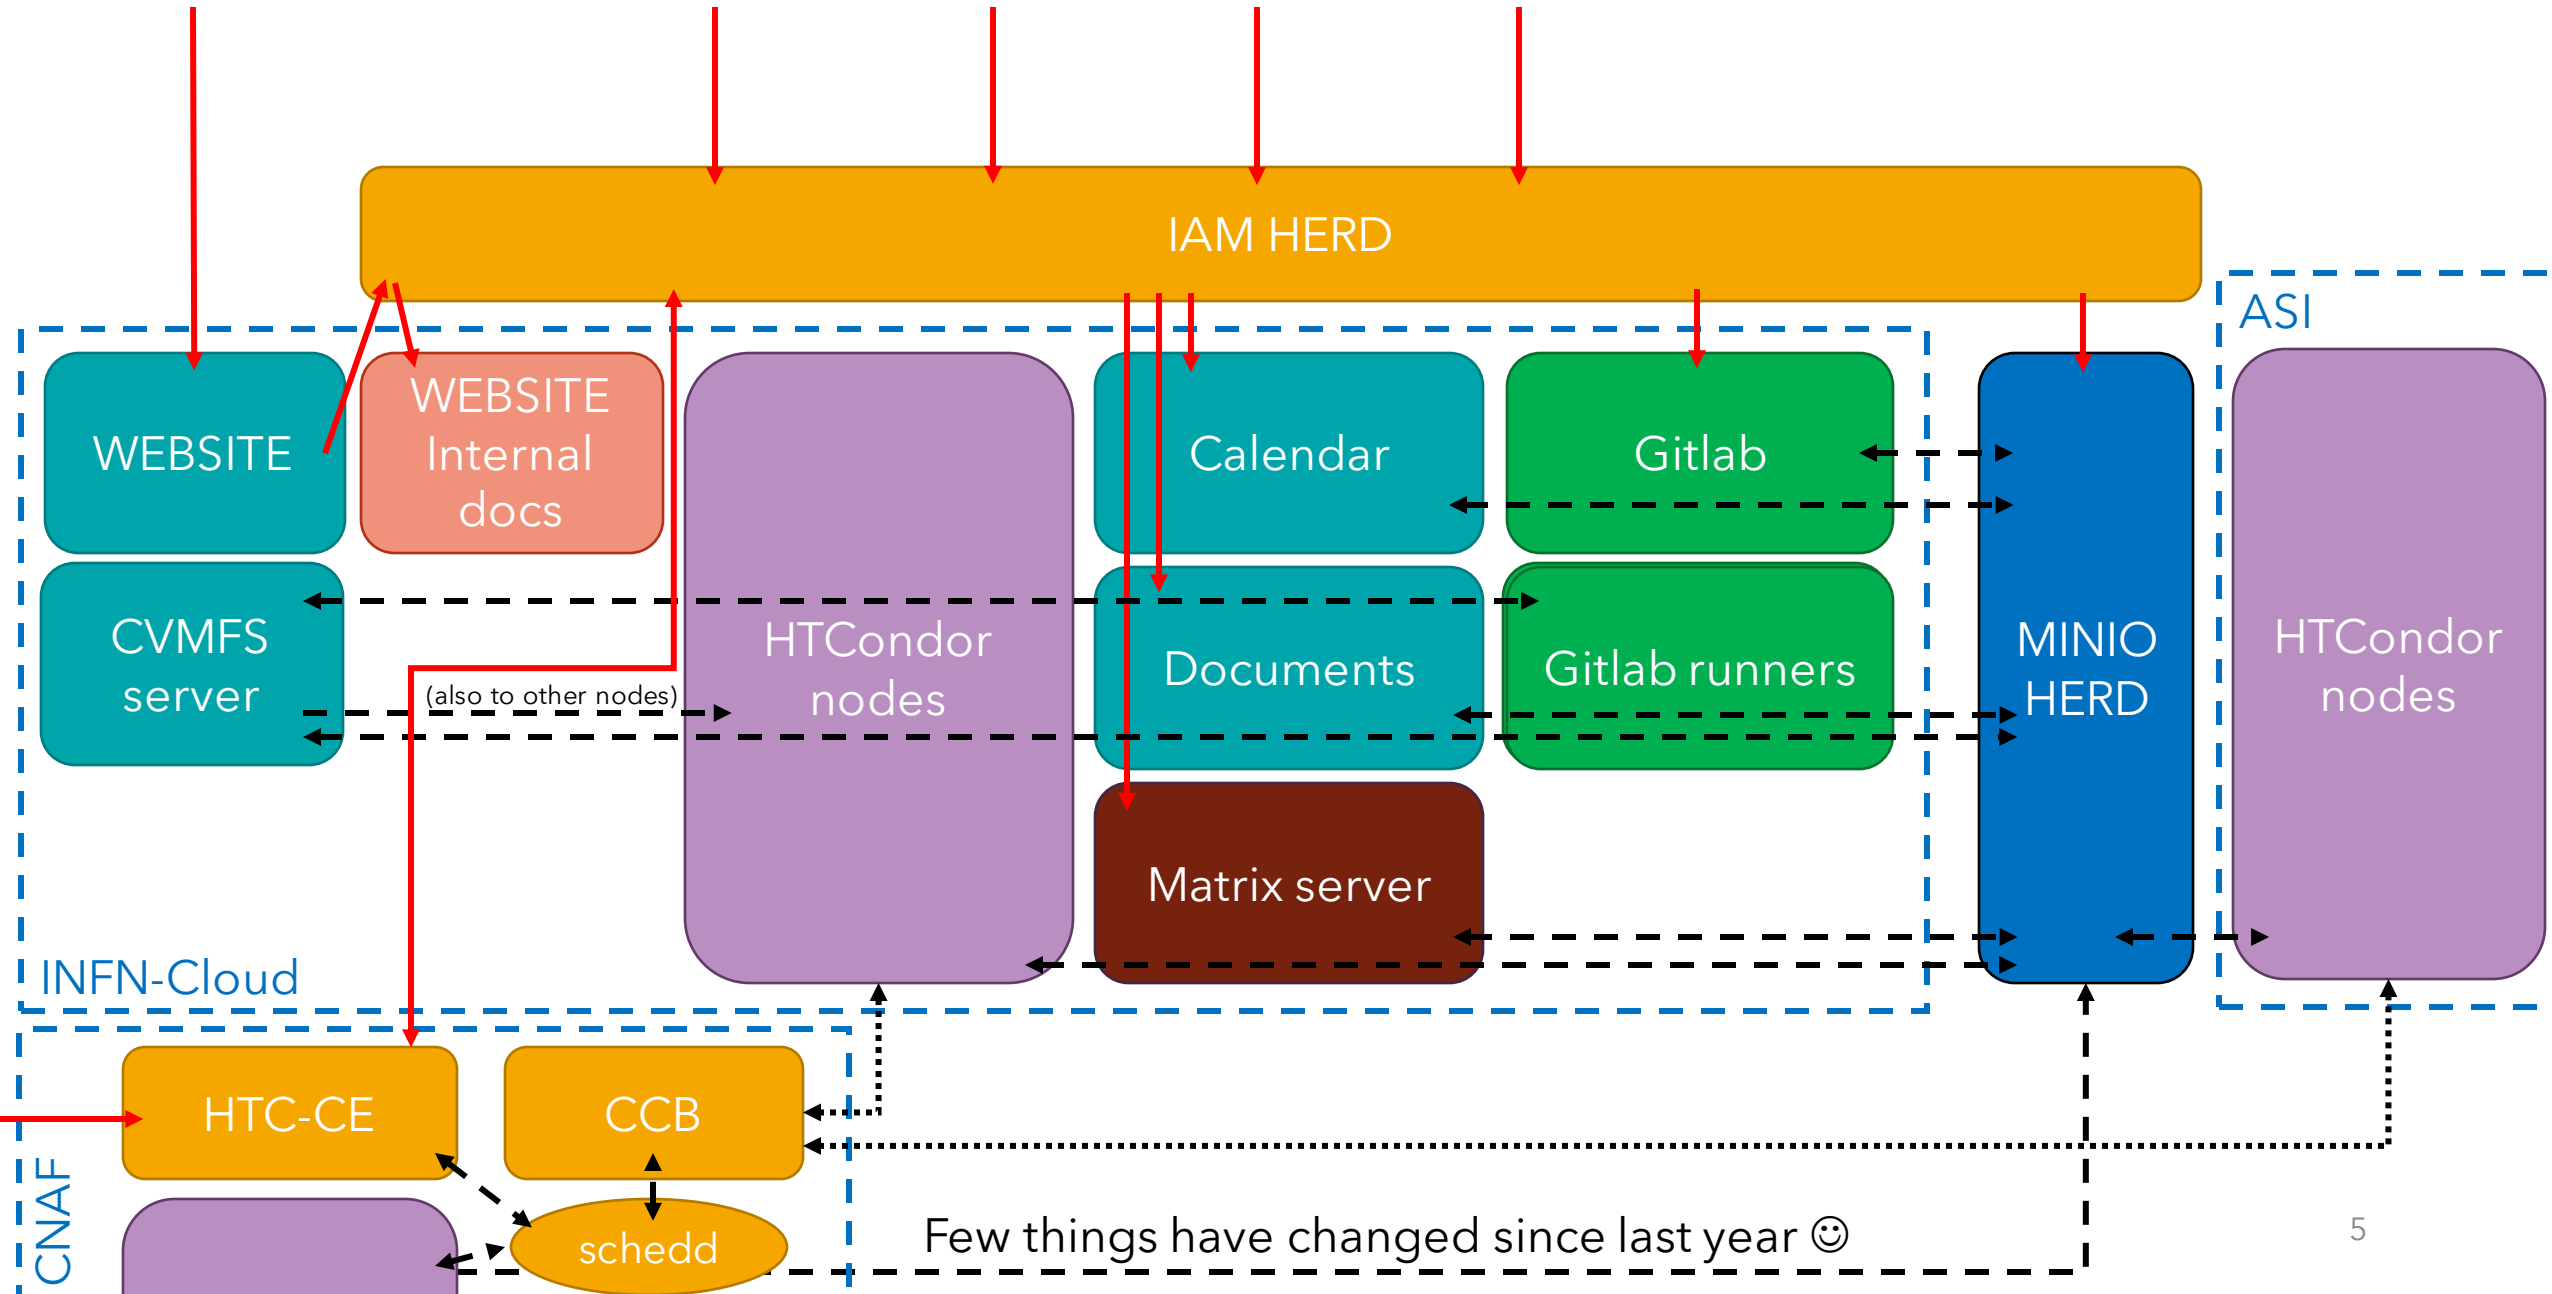 IAM HERD
ASI
WEBSITE
WEBSITE
Internal
docs
HTCondor
nodes
Calendar
Gitlab
MINIO
HERD
HTCondor
nodes
CVMFS
server
(also to other nodes)
Documents
Gitlab runners
Matrix server
INFN-Cloud
CNAF
HTC-CE
CCB
schedd
Few things have changed since last year ☺
5